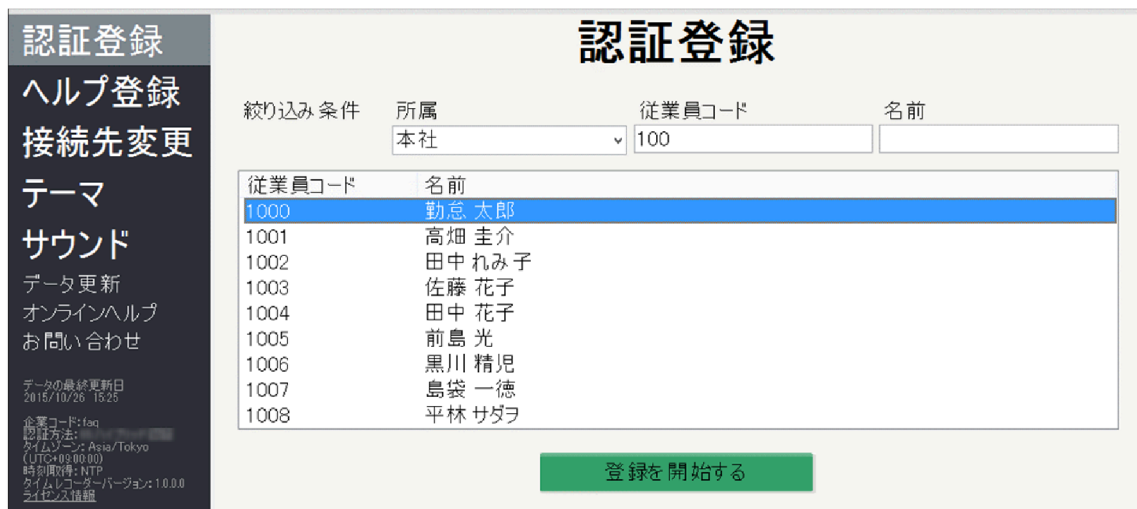 認証登録
ヘルプ登録
接続先変更
テーマ
サウンド
データ更新
オンラインヘルプ
お問い合わせ
データの最終更新日
2015/10/26 15:25
企業コード:faq
認証方法:
タイムゾーン: Asia/Tokyo
(UTC+09:00:00)
時刻取得: NTP
タイムレコーダーバージョン: 1.0.0.0
ライセンス情報
認証登録
絞り込み条件 所属 従業員コード 名前
本社 100
従業員コード 名前
1000 勤怠 太郎
1001 高畑 圭介
1002 田中 れみ子
1003 佐藤 花子
1004 田中 花子
1005 前島 光
1006 黒川 精児
1007 島袋 一徳
1008 平林 サダヲ
登録を開始する